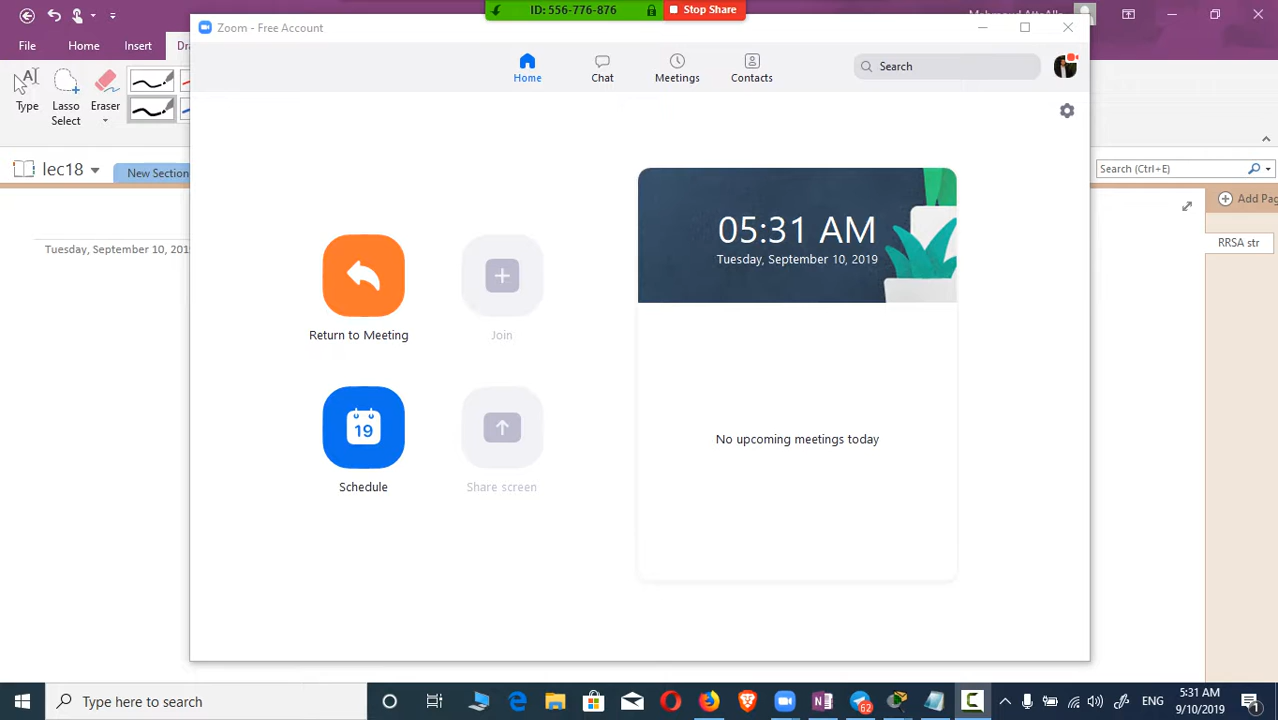 ID: 556-776-876
Stop Share
File
Home
Insert
Zoom - Free Account
Home
Chat
Meetings
Contacts
Search
Type
Lasso
Select
Eraser
lec18
New Section
Search (Ctrl+E)
Add Pag
RRSA str
Tuesday, September 10, 201
05:31 AM
Tuesday, September 10, 2019
Return to Meeting
Join
19
Schedule
Share screen
No upcoming meetings today
Type here to search
62
ENG
5:31 AM
9/10/2019
1